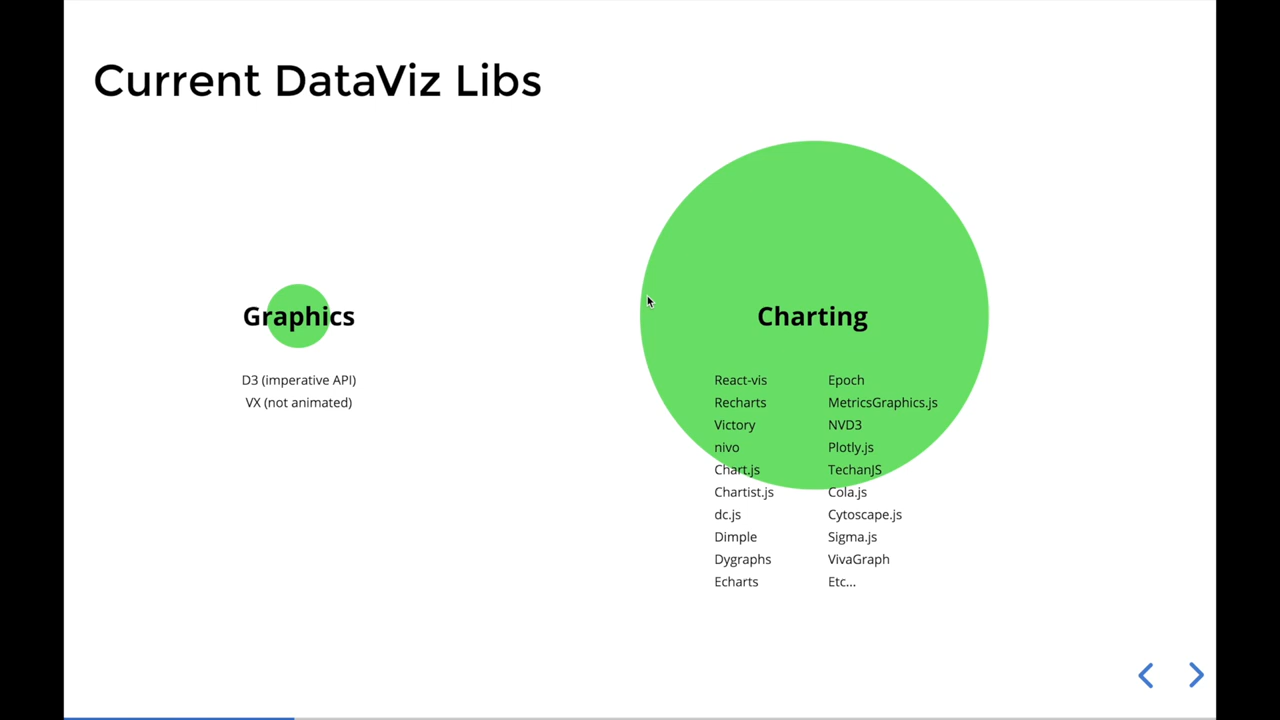 Current DataViz Libs
Graphics
D3 (imperative API)
VX (not animated)
Charting
React-vis
Recharts
Victory
nivo
Chart.js
Chartist.js
dc.js
Dimple
Dygraphs
Echarts
Epoch
MetricsGraphics.js
NVD3
Plotly.js
TechanJS
Cola.js
Cytoscape.js
Sigma.js
VivaGraph
Etc...